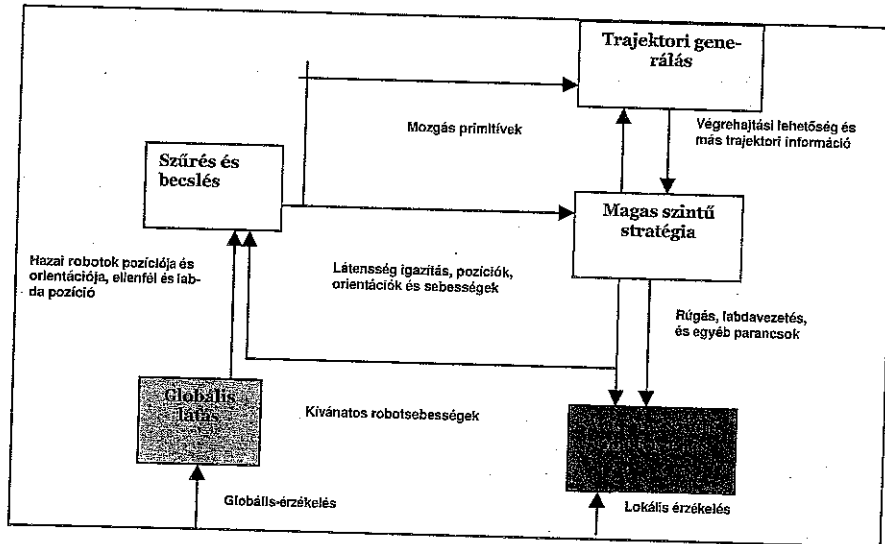 Trajektori gene-
rálás
Mozgás primitívek
Végrehajtási lehetőség és
más trajektori információ
Szűrés és
becslés
Magas szintű
stratégia
Hazai robotok pozíciója és
orientációja, ellenfél és lab-
da pozíció
Látensség igazítás, pozíciók,
orientációk és sebességek
Rúgás, labdavezetés,
és egyéb parancsok
Globális
látás
Kívánatos robotsebességek
Globális-érzékelés
Lokális érzékelés